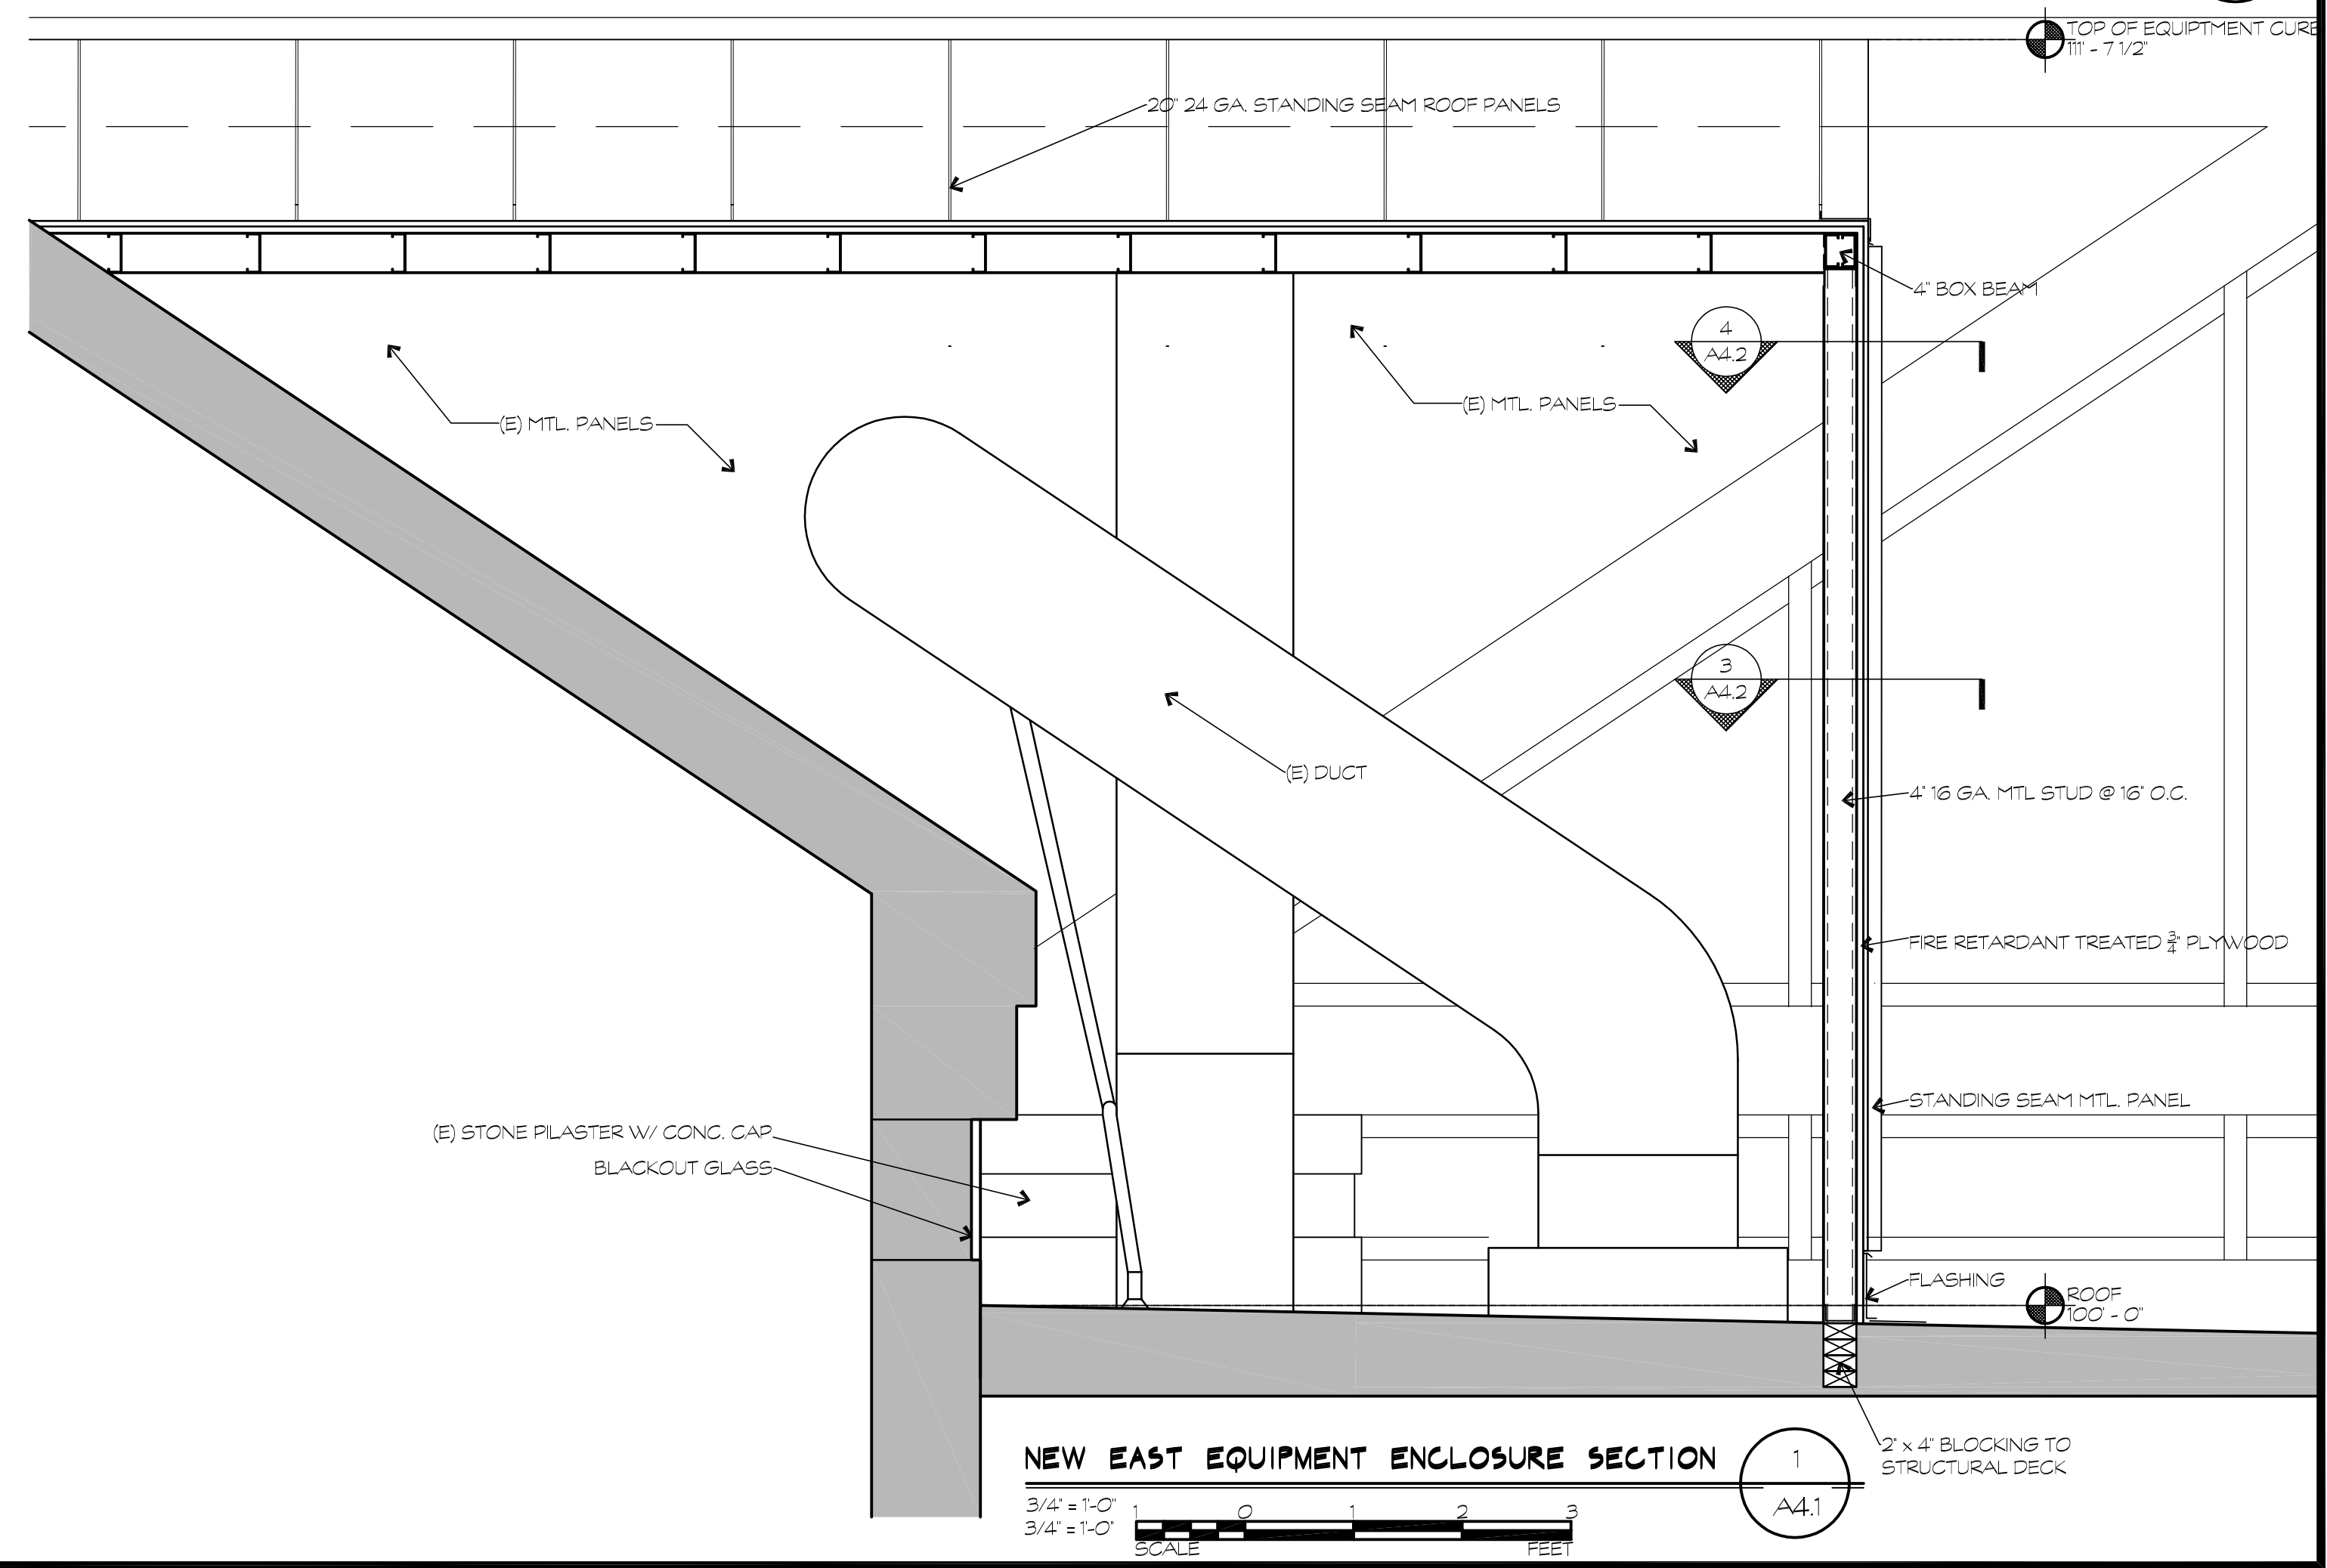 TOP OF EQUIPTMENT CURB
111' - 7 1/2"
20" 24 GA. STANDING SEAM ROOF PANELS
4" BOX BEAM
4
A4.2
(E) MTL. PANELS
(E) MTL. PANELS
3
A4.2
(E) DUCT
4" 16 GA. MTL STUD @ 16" O.C.
FIRE RETARDANT TREATED 3/4" PLYWOOD
STANDING SEAM MTL. PANEL
(E) STONE PILASTER W/ CONC. CAP
BLACKOUT GLASS
FLASHING
ROOF
100' - 0"
2" x 4" BLOCKING TO
STRUCTURAL DECK
NEW EAST EQUIPMENT ENCLOSURE SECTION
1
A4.1
3/4" = 1'-0"
3/4" = 1'-0"
1 0 1 2 3
SCALE FEET